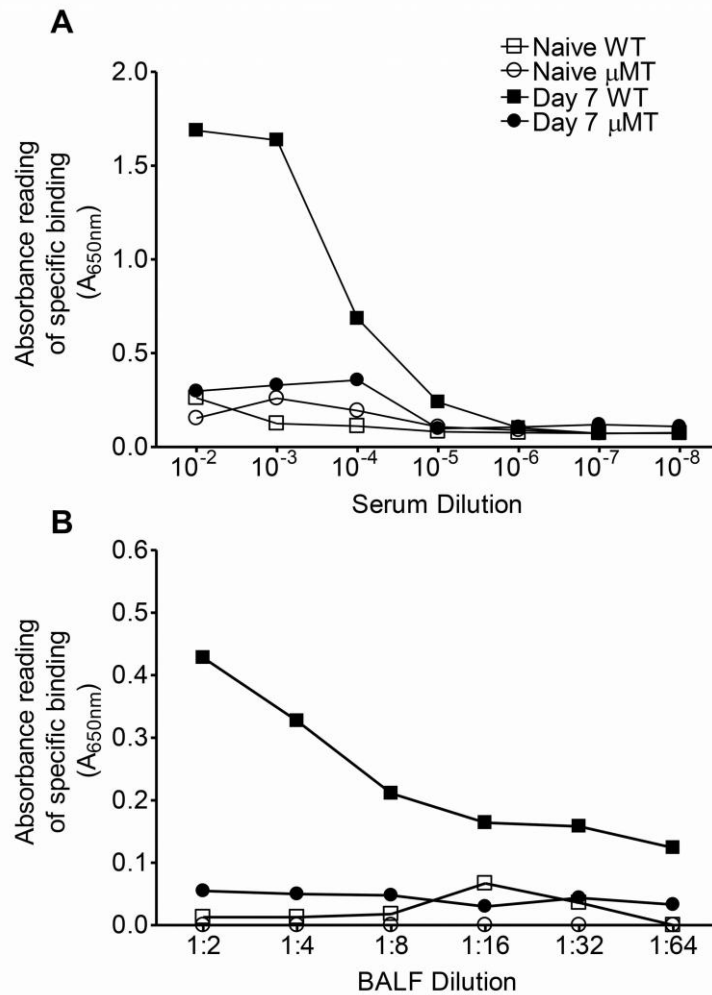 A
Naive WT
Naive μMT
Day 7 WT
Day 7 μMT
Absorbance reading
of specific binding
(A650nm)
2.0
1.5
1.0
0.5
0.0
10-2 10-3 10-4 10-5 10-6 10-7 10-8
Serum Dilution
B
Absorbance reading
of specific binding
(A650nm)
0.6
0.5
0.4
0.3
0.2
0.1
0.0
1:2 1:4 1:8 1:16 1:32 1:64
BALF Dilution